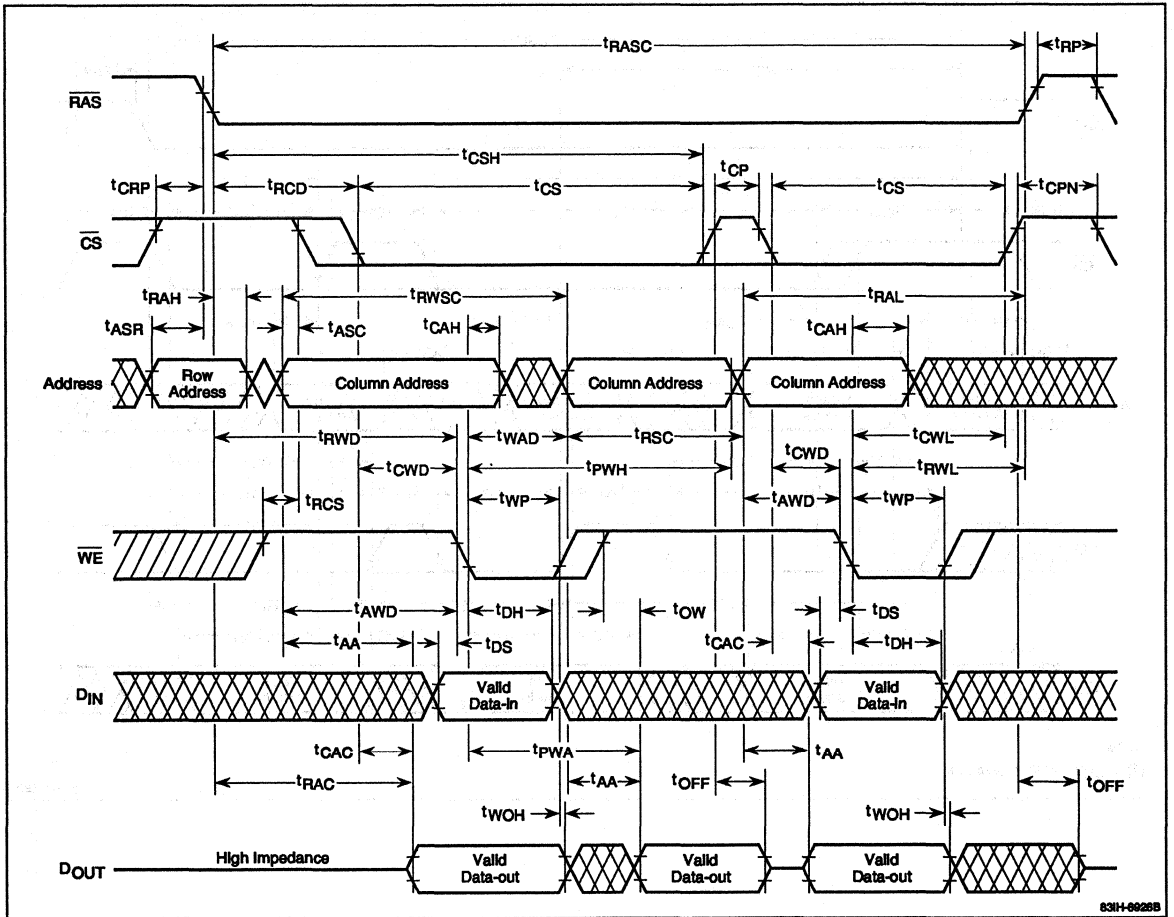 tRASC tRP
RAS
tCSH
tCRP tRCD tCS tCP tCS tCPN
CS
tRAH tRWSC tRAL
tASR tASC tCAH tCAH
Address Row Address Column Address Column Address Column Address
tRWD tWAD tRSC tCWL
tCWD tPWH tCWD tRWL
tRCS tWP tAWD tWP
WE
tAWD tDH tOW tDS
tAA tDS tCAC tDH
DIN Valid Data-in Valid Data-in
tCAC tPWA tAA
tRAC tAA tOFF tOFF
tWOH tWOH
DOUT High Impedance Valid Data-out Valid Data-out Valid Data-out
83IH-6926B